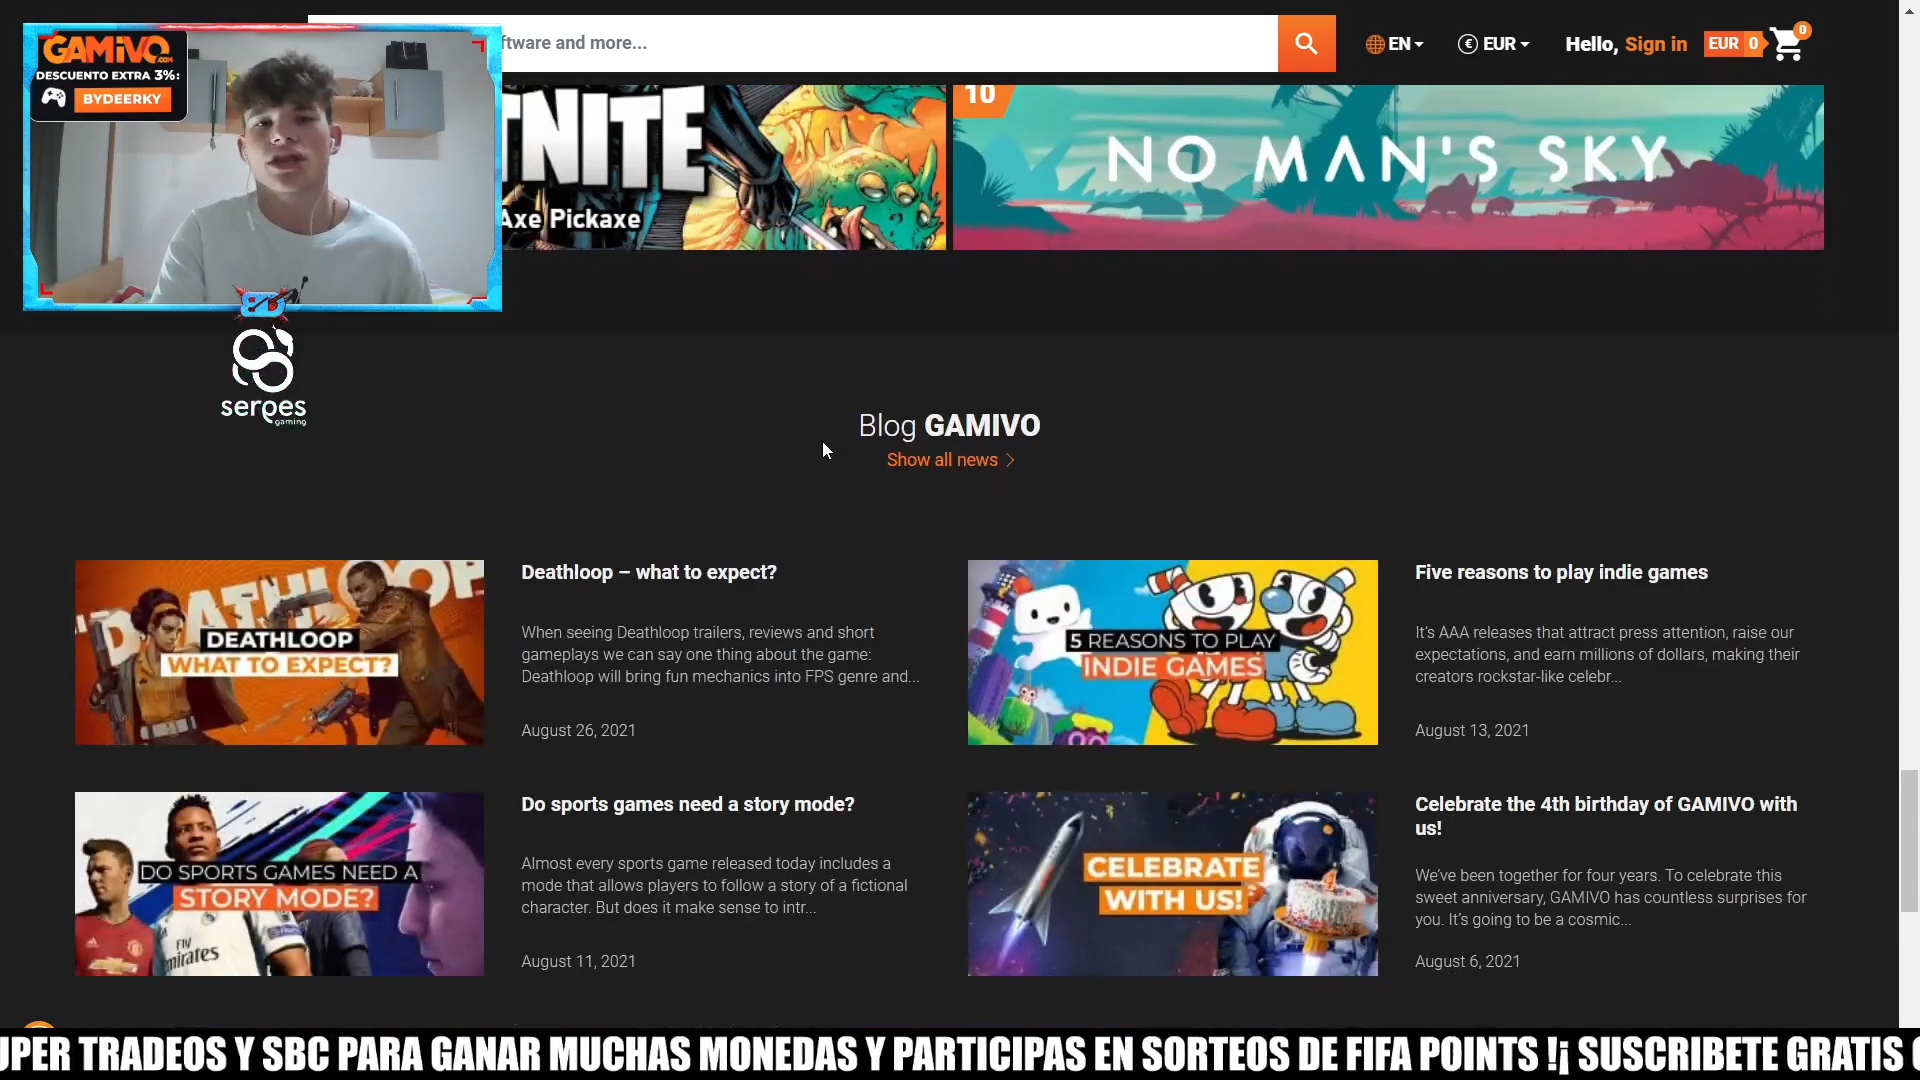 ftware and more...
EN
€ EUR
Hello, Sign in
EUR 0
0
GAMIVO.COM
DESCUENTO EXTRA 3%:
BYDEERKY
TNITE
Axe Pickaxe
10
NO MAN'S SKY
8D
serpes
gaming
Blog GAMIVO
Show all news
DEATHLOOP
DEATHLOOP
WHAT TO EXPECT?
Deathloop – what to expect?
When seeing Deathloop trailers, reviews and short
gameplays we can say one thing about the game:
Deathloop will bring fun mechanics into FPS genre and...
August 26, 2021
5 REASONS TO PLAY
INDIE GAMES
Five reasons to play indie games
It's AAA releases that attract press attention, raise our
expectations, and earn millions of dollars, making their
creators rockstar-like celebr...
August 13, 2021
DO SPORTS GAMES NEED A
STORY MODE?
Fly
Emirates
Do sports games need a story mode?
Almost every sports game released today includes a
mode that allows players to follow a story of a fictional
character. But does it make sense to intr...
August 11, 2021
CELEBRATE
WITH US!
4
Celebrate the 4th birthday of GAMIVO with
us!
We've been together for four years. To celebrate this
sweet anniversary, GAMIVO has countless surprises for
you. It's going to be a cosmic...
August 6, 2021
UPER TRADEOS Y SBC PARA GANAR MUCHAS MONEDAS Y PARTICIPAS EN SORTEOS DE FIFA POINTS !¡ SUSCRIBETE GRATIS